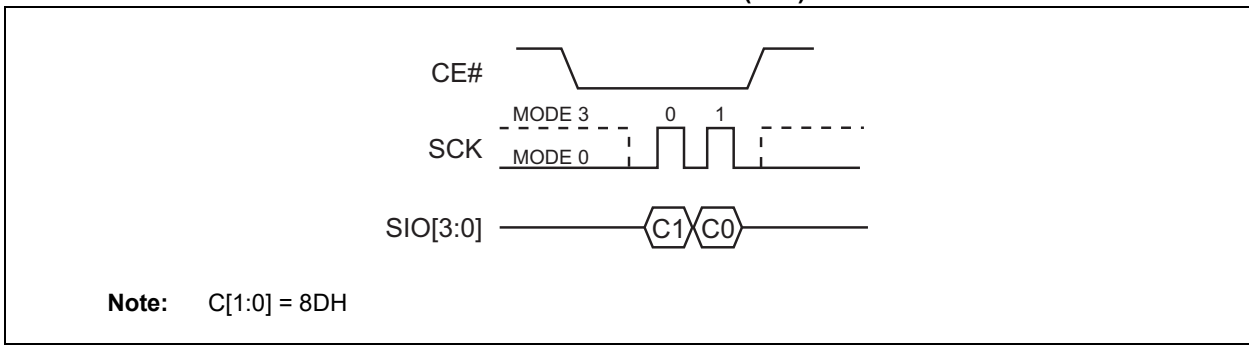 CE#
MODE 3 0 1
SCK
MODE 0
SIO[3:0] C1 C0
Note: C[1:0] = 8DH